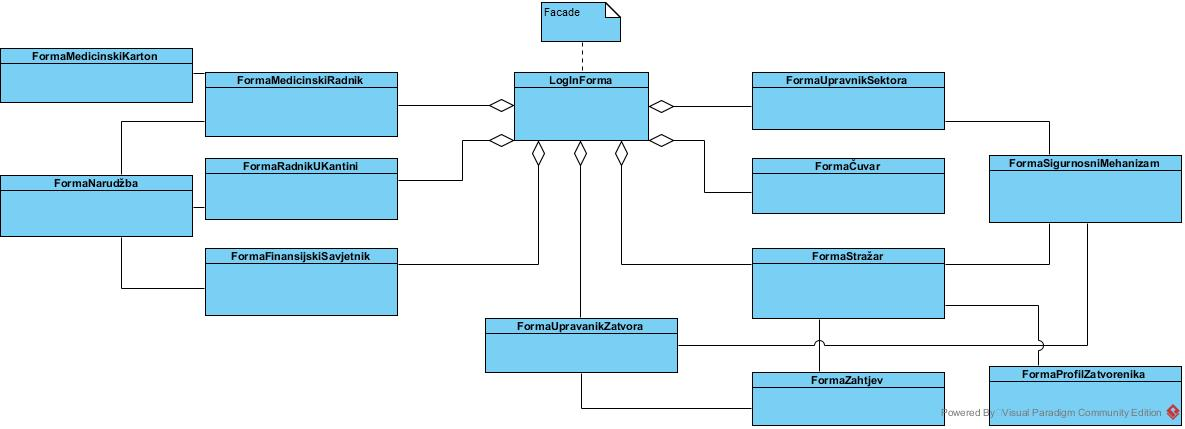 Facade
FormaMedicinskiKarton
FormaMedicinskiRadnik
LogInForma
FormaUpravnikSektora
FormaRadnikUKantini
FormaČuvar
FormaSigurnosniMehanizam
FormaNarudžba
FormaFinansijskiSavjetnik
FormaStražar
FormaUpravanikZatvora
FormaZahtjev
FormaProfilZatvorenika
Powered By Visual Paradigm Community Edition